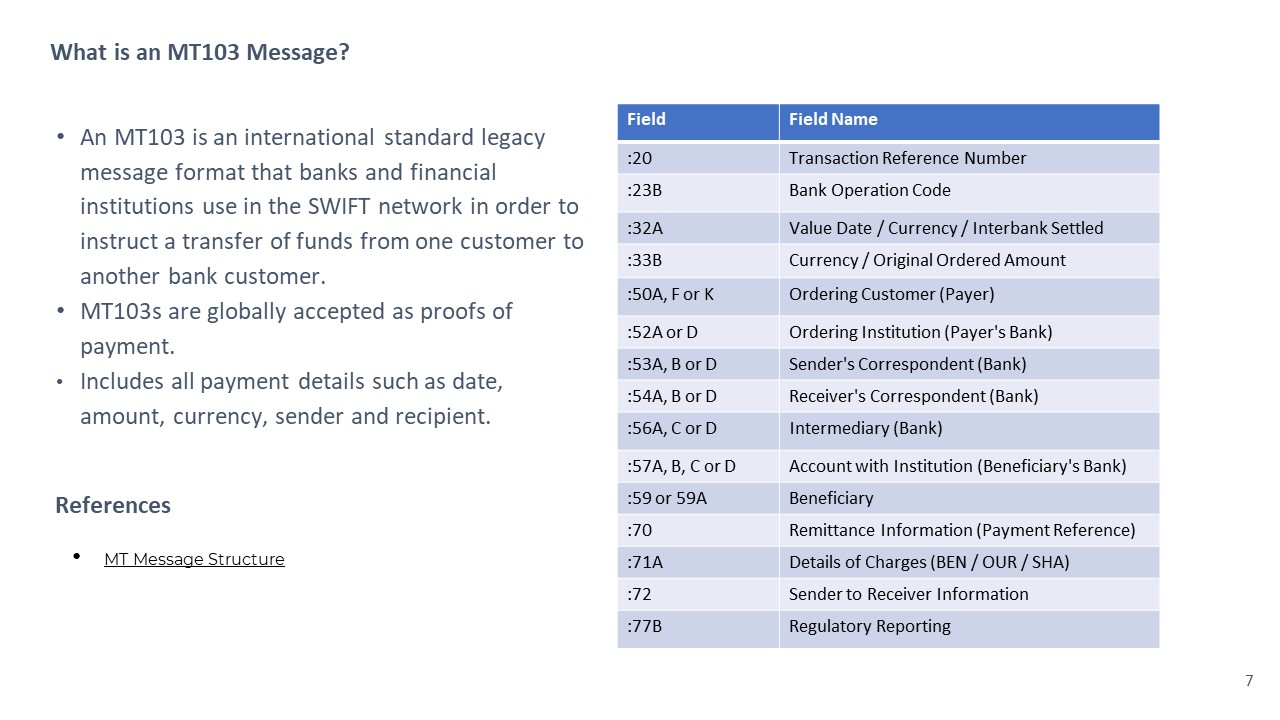 What is an MT103 Message?
• An MT103 is an international standard legacy
message format that banks and financial
institutions use in the SWIFT network in order to
instruct a transfer of funds from one customer to
another bank customer.
• MT103s are globally accepted as proofs of
payment.
• Includes all payment details such as date,
amount, currency, sender and recipient.
References
• MT Message Structure
Field Field Name
:20 Transaction Reference Number
:23B Bank Operation Code
:32A Value Date / Currency / Interbank Settled
:33B Currency / Original Ordered Amount
:50A, F or K Ordering Customer (Payer)
:52A or D Ordering Institution (Payer's Bank)
:53A, B or D Sender's Correspondent (Bank)
:54A, B or D Receiver's Correspondent (Bank)
:56A, C or D Intermediary (Bank)
:57A, B, C or D Account with Institution (Beneficiary's Bank)
:59 or 59A Beneficiary
:70 Remittance Information (Payment Reference)
:71A Details of Charges (BEN / OUR / SHA)
:72 Sender to Receiver Information
:77B Regulatory Reporting
7